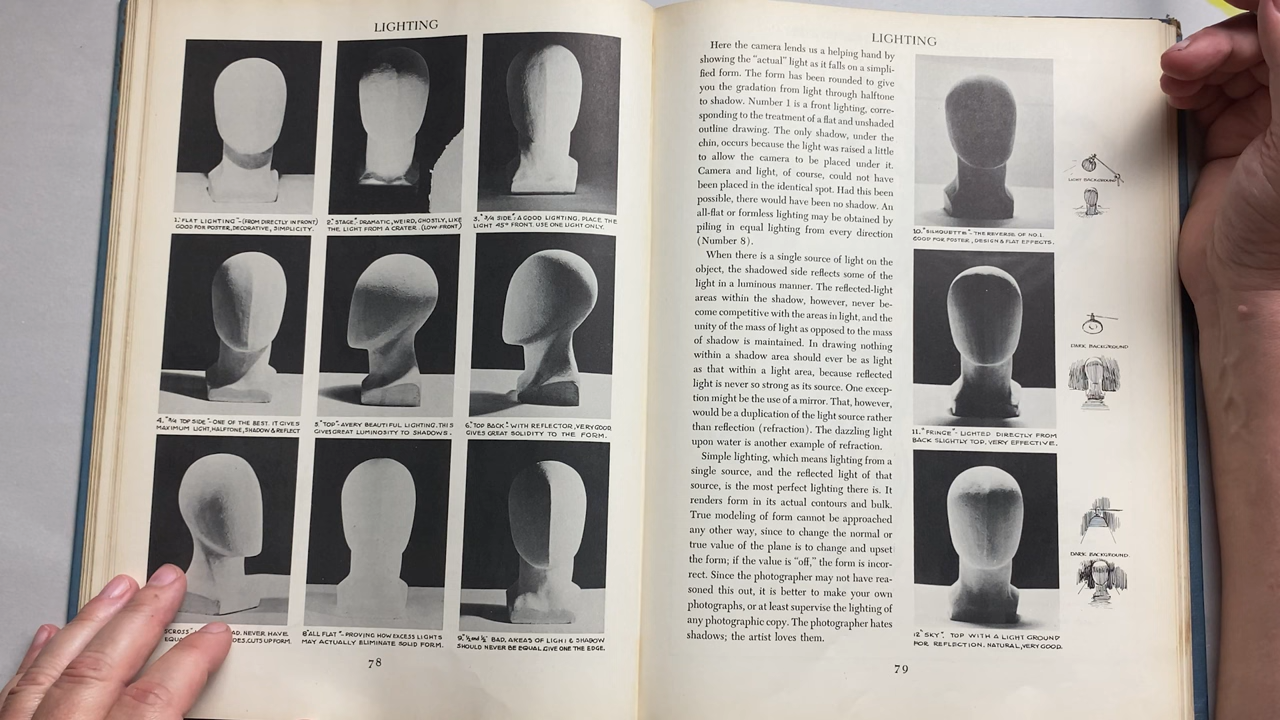 LIGHTING
1. "FLAT LIGHTING" - (FROM DIRECTLY IN FRONT)
GOOD FOR POSTER, DECORATIVE, SIMPLICITY.
2. "STAGE" - DRAMATIC, WEIRD, GHOSTLY, LIKE
THE LIGHT FROM A CRATER. (LOW-FRONT)
3. "3/4 SIDE" A GOOD LIGHTING. PLACE THE
LIGHT 45° FRONT. USE ONE LIGHT ONLY.
4. "3/4 TOP SIDE" - ONE OF THE BEST. IT GIVES
MAXIMUM LIGHT, HALFTONE, SHADOW & REFLECT
5. "TOP" - A VERY BEAUTIFUL LIGHTING. THIS
GIVES GREAT LUMINOSITY TO SHADOWS.
6. "TOP BACK" - WITH REFLECTOR, VERY GOOD
GIVES GREAT SOLIDITY TO THE FORM.
CROSS" AD. NEVER HAVE
EQUA DES. CUTS UP FORM.
8 "ALL FLAT" - PROVING HOW EXCESS LIGHTS
MAY ACTUALLY ELIMINATE SOLID FORM.
9. "½ and ½" BAD, AREAS OF LIGHT & SHADOW
SHOULD NEVER BE EQUAL. GIVE ONE THE EDGE.
78
LIGHTING
Here the camera lends us a helping hand by
showing the "actual" light as it falls on a simpli-
fied form. The form has been rounded to give
you the gradation from light through halftone
to shadow. Number 1 is a front lighting, corre-
sponding to the treatment of a flat and unshaded
outline drawing. The only shadow, under the
chin, occurs because the light was raised a little
to allow the camera to be placed under it.
Camera and light, of course, could not have
been placed in the identical spot. Had this been
possible, there would have been no shadow. An
all-flat or formless lighting may be obtained by
piling in equal lighting from every direction
(Number 8).
When there is a single source of light on the
object, the shadowed side reflects some of the
light in a luminous manner. The reflected-light
areas within the shadow, however, never be-
come competitive with the areas in light, and the
unity of the mass of light as opposed to the mass
of shadow is maintained. In drawing nothing
within a shadow area should ever be as light
as that within a light area, because reflected
light is never so strong as its source. One excep-
tion might be the use of a mirror. That, however,
would be a duplication of the light source rather
than reflection (refraction). The dazzling light
upon water is another example of refraction.
Simple lighting, which means lighting from a
single source, and the reflected light of that
source, is the most perfect lighting there is. It
renders form in its actual contours and bulk.
True modeling of form cannot be approached
any other way, since to change the normal or
true value of the plane is to change and upset
the form; if the value is "off," the form is incor-
rect. Since the photographer may not have rea-
soned this out, it is better to make your own
photographs, or at least supervise the lighting of
any photographic copy. The photographer hates
shadows; the artist loves them.
10. "SILHOUETTE" - THE REVERSE OF NO. 1.
GOOD FOR POSTER, DESIGN & FLAT EFFECTS.
LIGHT BACKGROUND
11. "FRINGE" - LIGHTED DIRECTLY FROM
BACK SLIGHTLY TOP. VERY EFFECTIVE.
DARK BACKGROUND
12 "SKY". TOP WITH A LIGHT GROUND
FOR REFLECTION. NATURAL, VERY GOOD.
DARK BACKGROUND
79